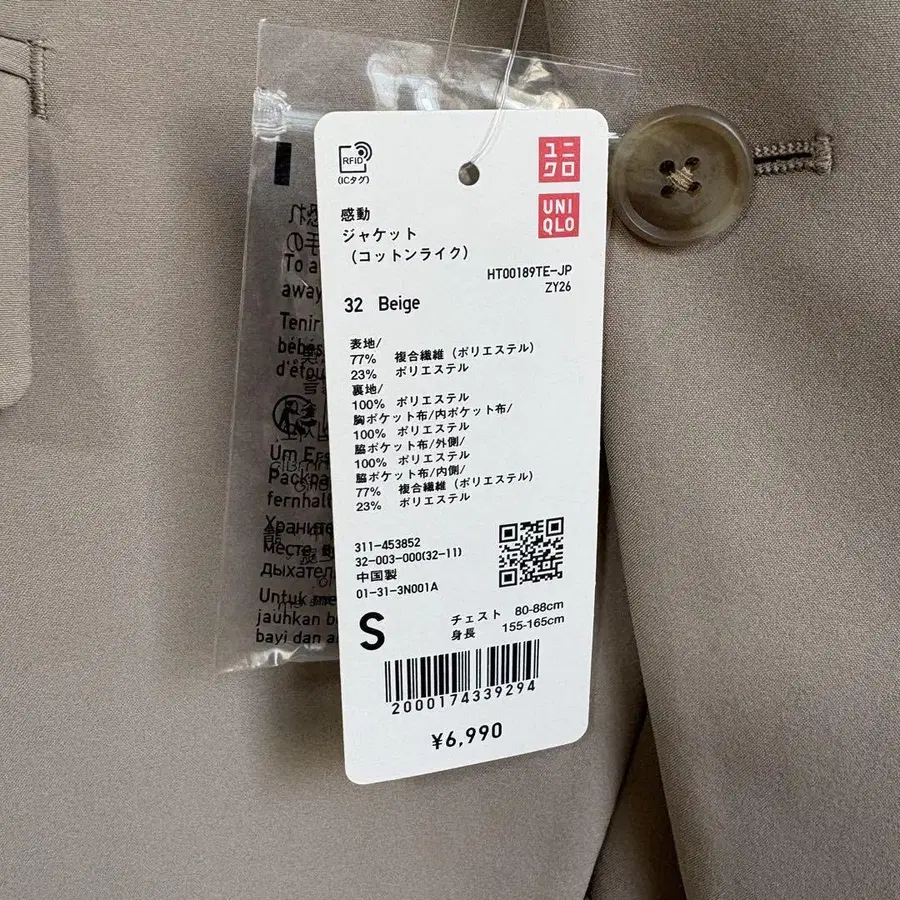 RFID
(ICタグ)
ユニ
クロ
UNI
QLO
感動
ジャケット
(コットンライク)
HT00189TE-JP
ZY26
32 Beige
表地/
77% 複合繊維(ポリエステル)
23% ポリエステル
裏地/
100% ポリエステル
胸ポケット布/内ポケット布/
100% ポリエステル
脇ポケット布/外側/
100% ポリエステル
脇ポケット布/内側/
77% 複合繊維(ポリエステル)
23% ポリエステル
311-453852
32-003-000(32-11)
中国製
01-31-3N001A
S
チェスト 80-88cm
身長 155-165cm
2000174339294
¥6,990
To a
away
Tenir
bébés
d'étou
Um Ers
Packpa
fernhalt
Храните
месте,
дыхател
Untuk me
jauhkan b
bayi dan a